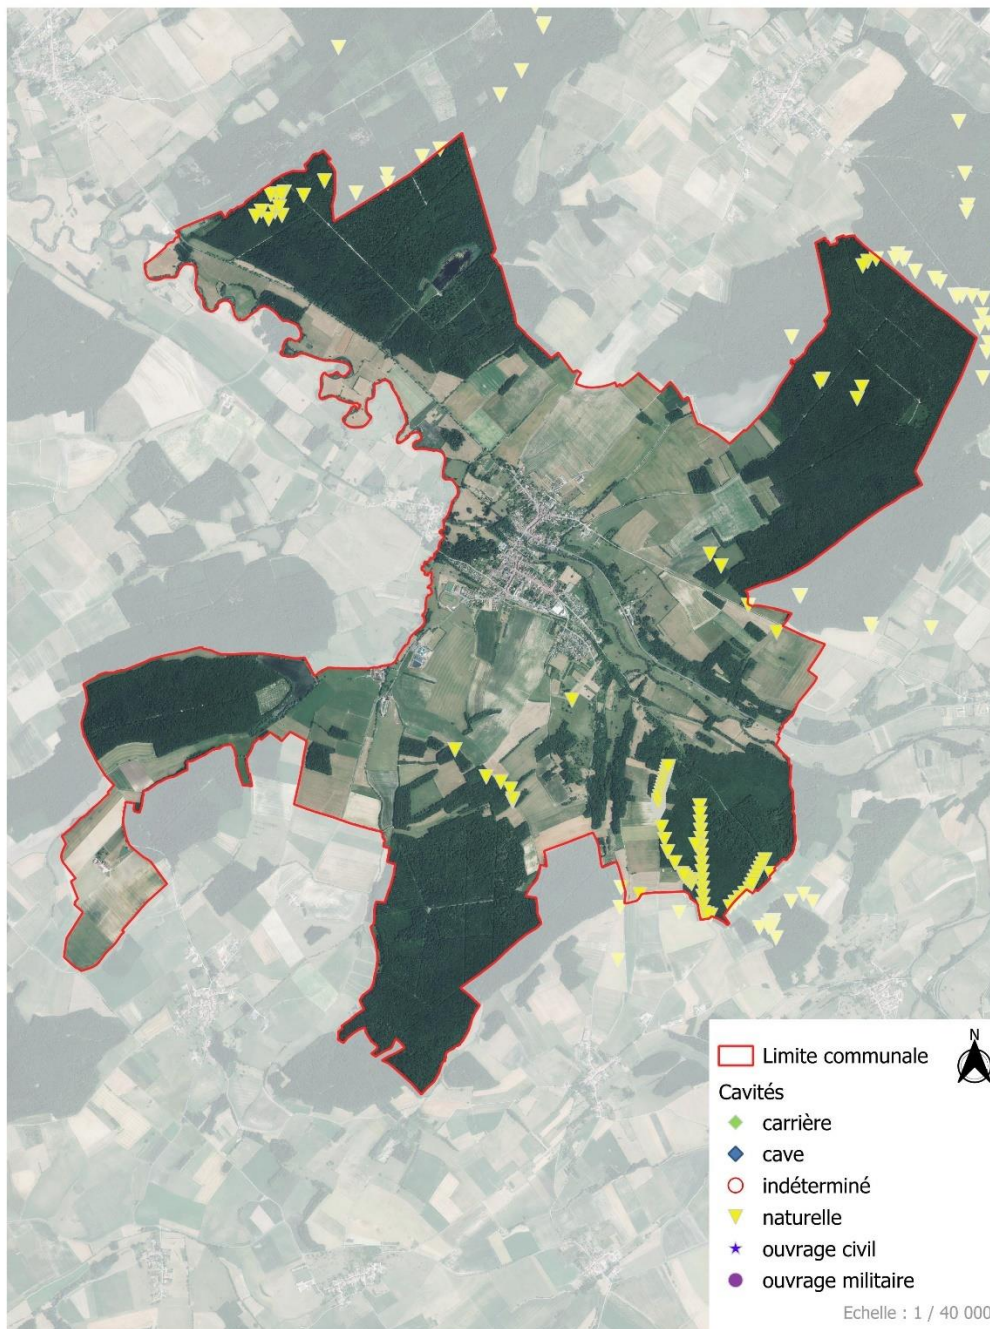 N
Limite communale
Cavités
carrière
cave
indéterminé
naturelle
ouvrage civil
ouvrage militaire
Echelle : 1 / 40 000